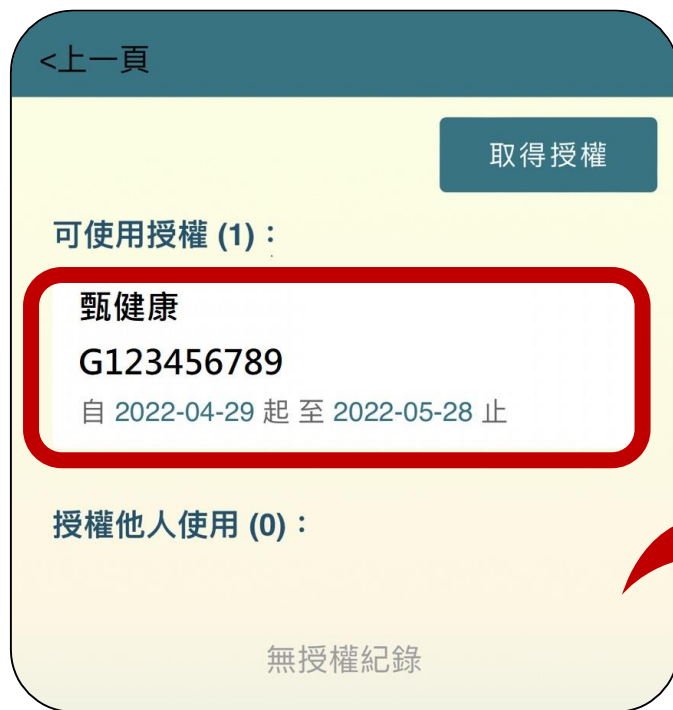 <上一頁
取得授權
可使用授權 (1)：
甄健康
G123456789
自 2022-04-29 起 至 2022-05-28 止
授權他人使用 (0)：
無授權紀錄